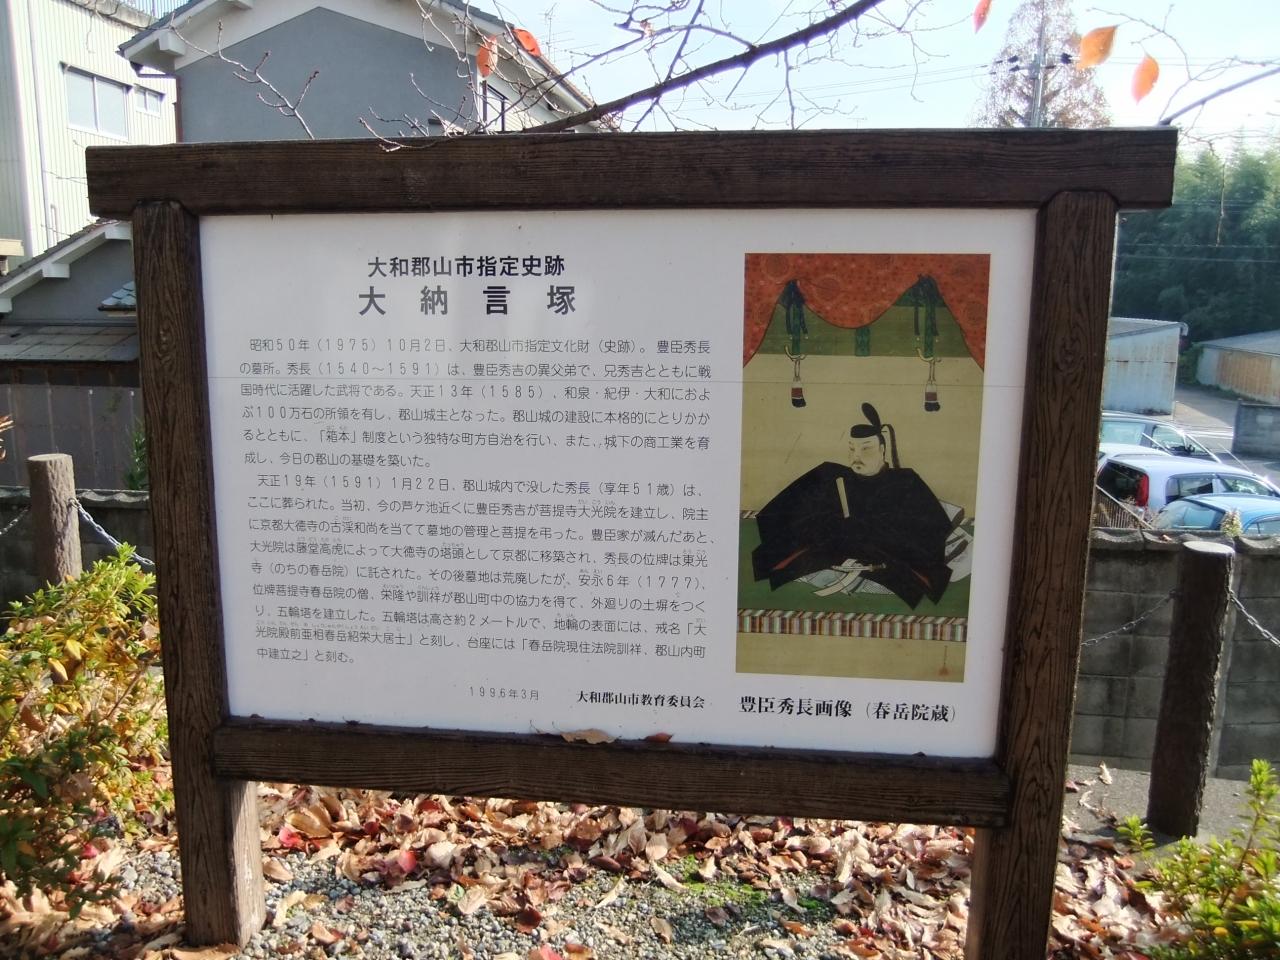 大和郡山市指定史跡
大納言塚
昭和50年（1975）10月2日、大和郡山市指定文化財（史跡）。豊臣秀長
の墓所。秀長（1540～1591）は、豊臣秀吉の異父弟で、兄秀吉とともに戦
国時代に活躍した武将である。天正13年（1585）、和泉・紀伊・大和におよ
ぶ100万石の所領を有し、郡山城主となった。郡山城の建設に本格的にとりかか
るとともに、「箱本」制度という独特な町方自治を行い、また、城下の商工業を育
成し、今日の郡山の基礎を築いた。
天正19年（1591）1月22日、郡山城内で没した秀長（享年51歳）は、
ここに葬られた。当初、今の芦ケ池近くに豊臣秀吉が菩提寺大光院を建立し、院主
に京都大徳寺の古渓和尚を当てて墓地の管理と菩提を弔った。豊臣家が滅んだあと、
大光院は藤堂高虎によって大徳寺の塔頭として京都に移築され、秀長の位牌は東光
寺（のちの春岳院）に託された。その後墓地は荒廃したが、安永6年（1777）、
位牌菩提寺春岳院の僧、栄隆や訓祥が郡山町中の協力を得て、外廻りの土塀をつく
り、五輪塔を建立した。五輪塔は高さ約2メートルで、地輪の表面には、戒名「大
光院殿前亜相春岳紹栄大居士」と刻し、台座には「春岳院現住法院訓祥、郡山内町
中建立之」と刻む。
1996年3月 大和郡山市教育委員会
豊臣秀長画像（春岳院蔵）